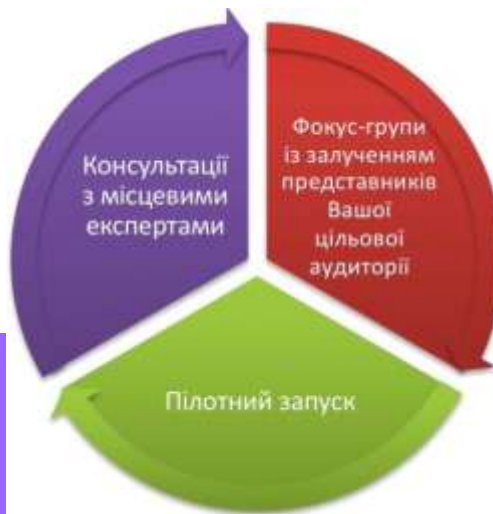 Консультації
з місцевими
експертами
Фокус-групи
із залученням
представників
Вашої
цільової
аудиторії
Пілотний запуск